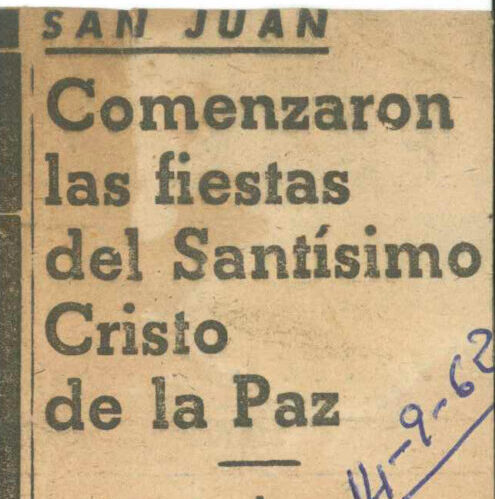 SAN JUAN
Comenzaron
las fiestas
del Santísimo
Cristo
de la Paz
14-9-62